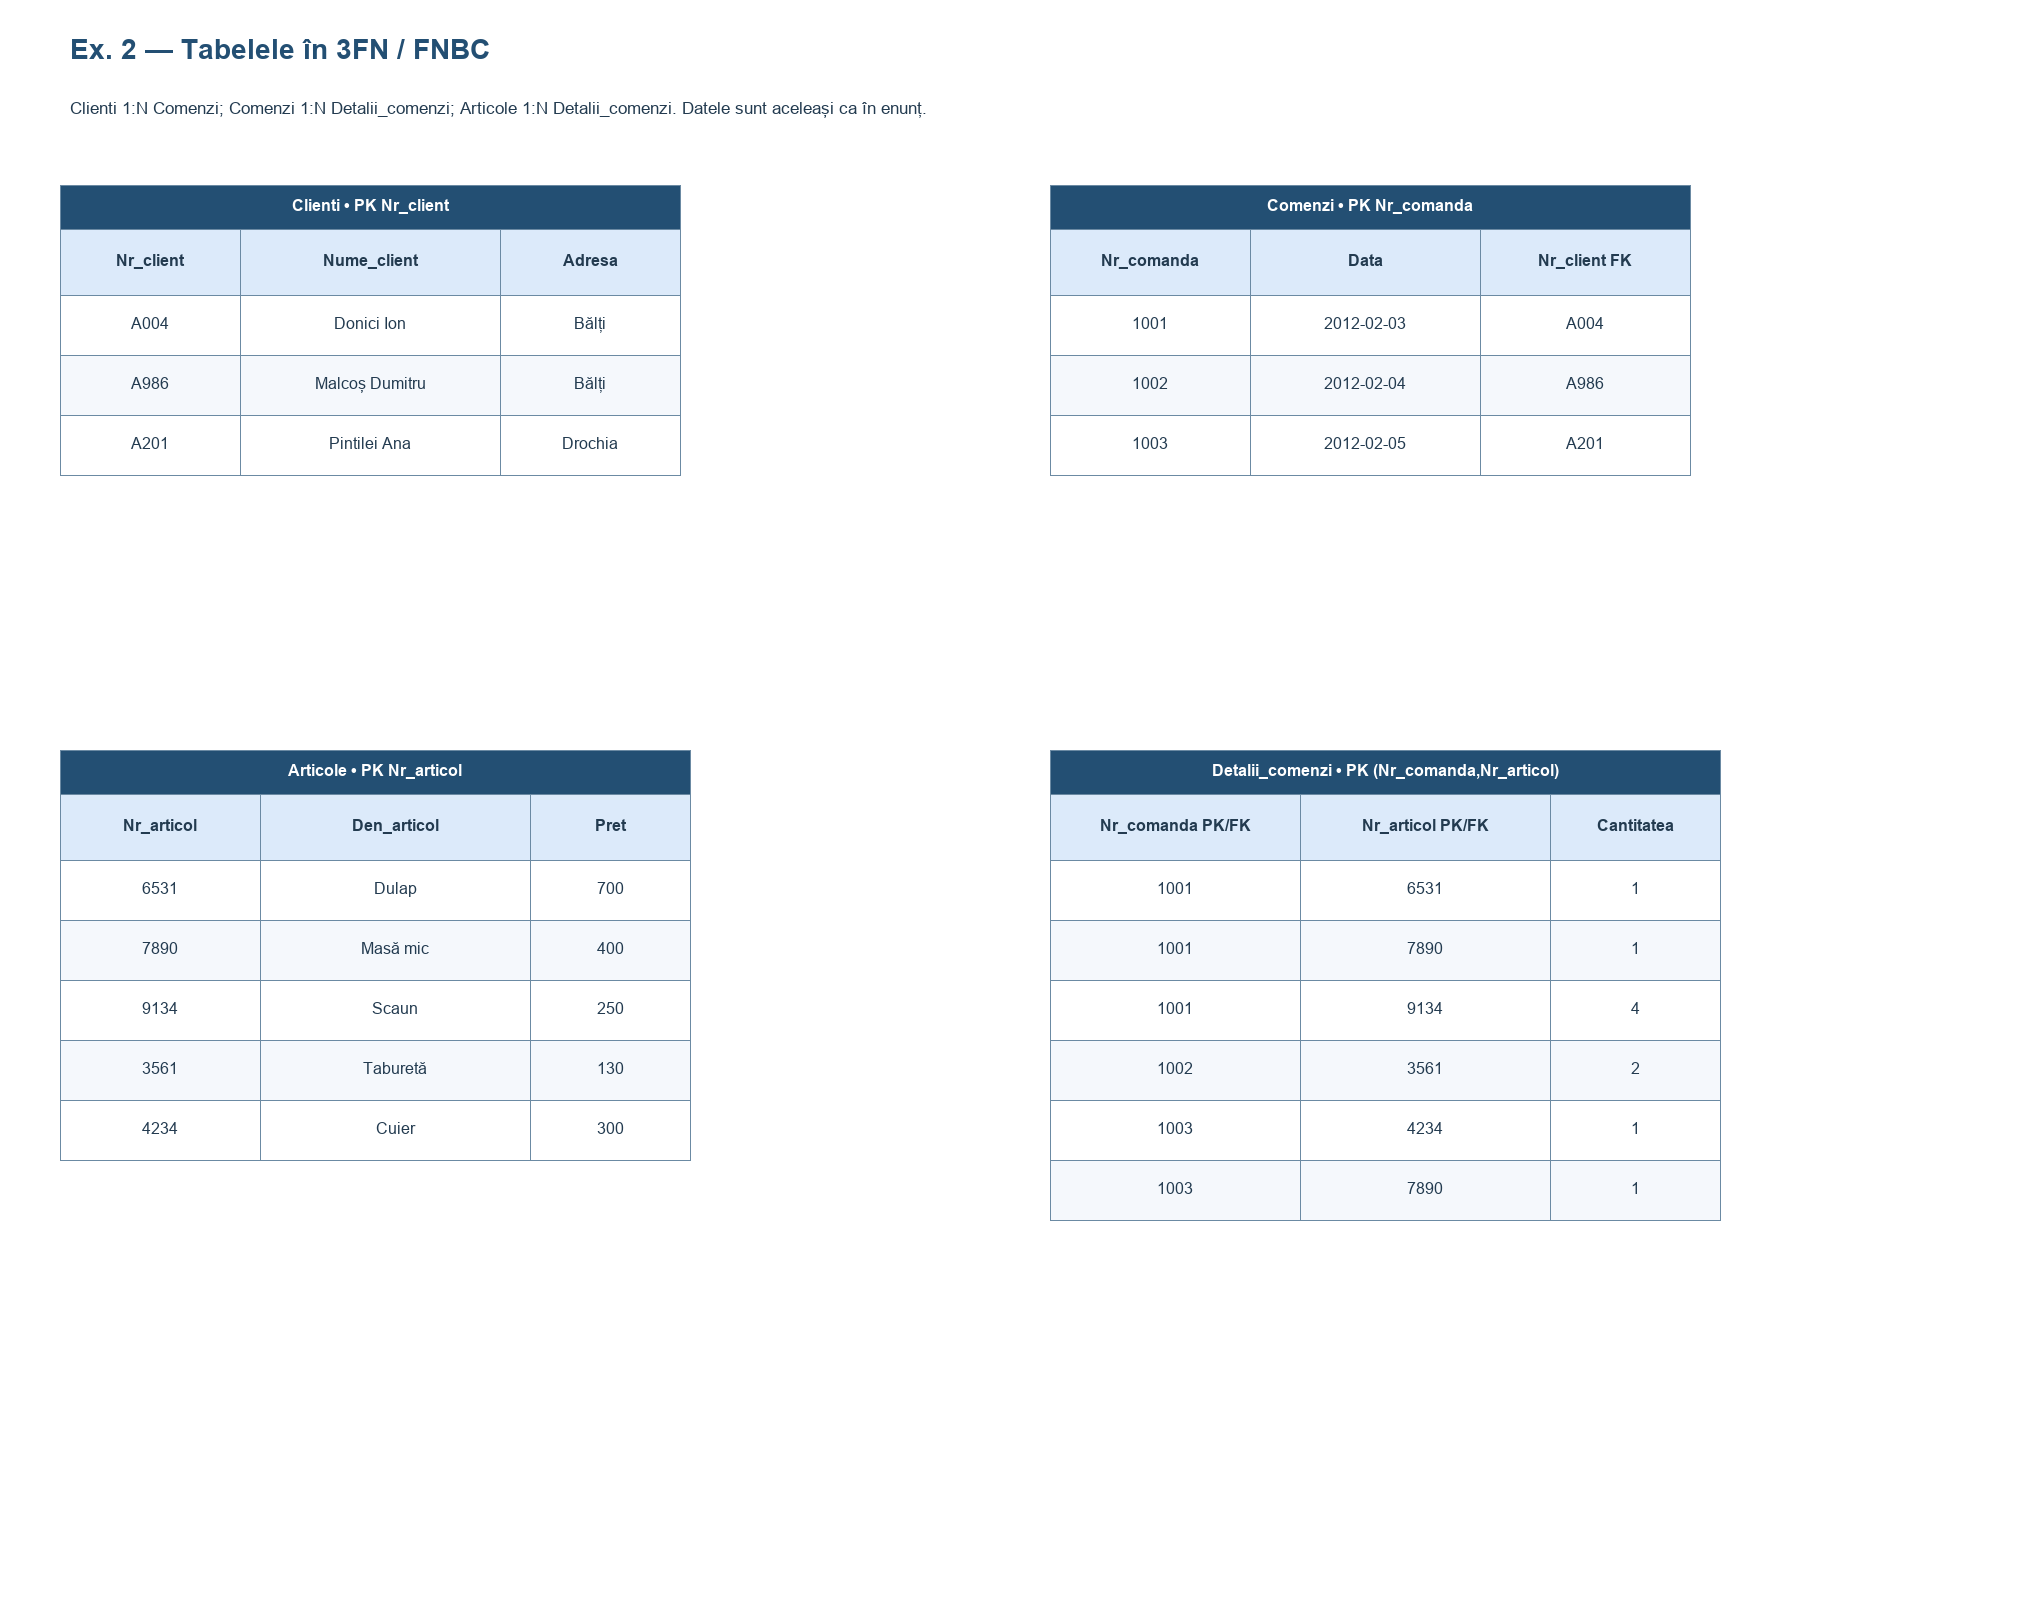 Ex. 2 — Tabelele în 3FN / FNBC
Clienti 1:N Comenzi; Comenzi 1:N Detalii_comenzi; Articole 1:N Detalii_comenzi. Datele sunt aceleași ca în enunț.
Clienti • PK Nr_client
Nr_client Nume_client Adresa
A004 Donici Ion Bălți
A986 Malcoș Dumitru Bălți
A201 Pintilei Ana Drochia
Comenzi • PK Nr_comanda
Nr_comanda Data Nr_client FK
1001 2012-02-03 A004
1002 2012-02-04 A986
1003 2012-02-05 A201
Articole • PK Nr_articol
Nr_articol Den_articol Pret
6531 Dulap 700
7890 Masă mic 400
9134 Scaun 250
3561 Taburetă 130
4234 Cuier 300
Detalii_comenzi • PK (Nr_comanda,Nr_articol)
Nr_comanda PK/FK Nr_articol PK/FK Cantitatea
1001 6531 1
1001 7890 1
1001 9134 4
1002 3561 2
1003 4234 1
1003 7890 1